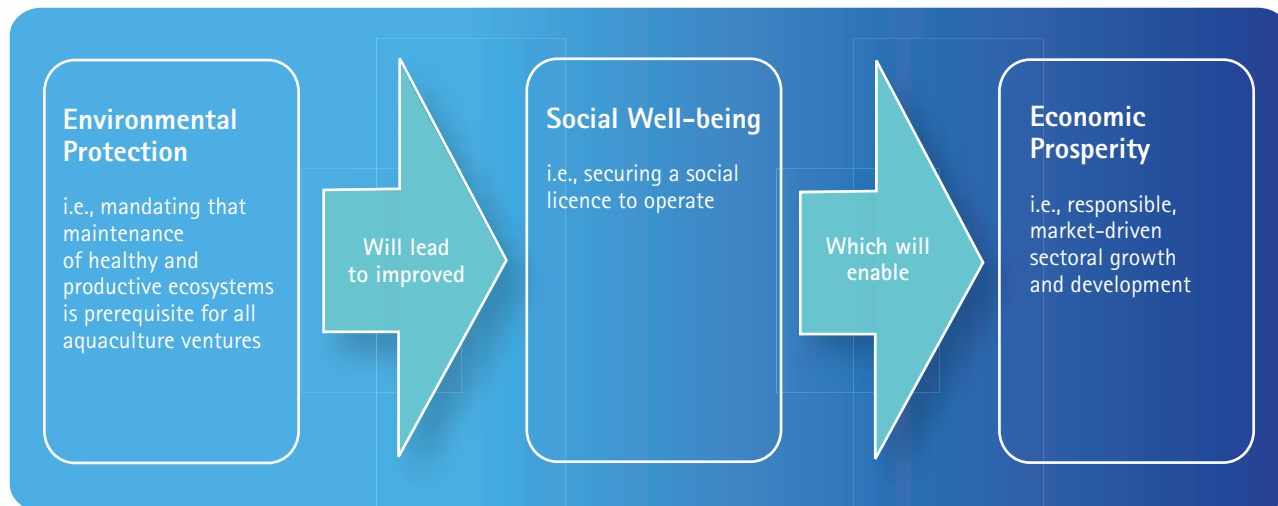 Environmental
Protection
i.e., mandating that
maintenance
of healthy and
productive ecosystems
is prerequisite for all
aquaculture ventures
Will lead
to improved
Social Well-being
i.e., securing a social
licence to operate
Which will
enable
Economic
Prosperity
i.e., responsible,
market-driven
sectoral growth
and development